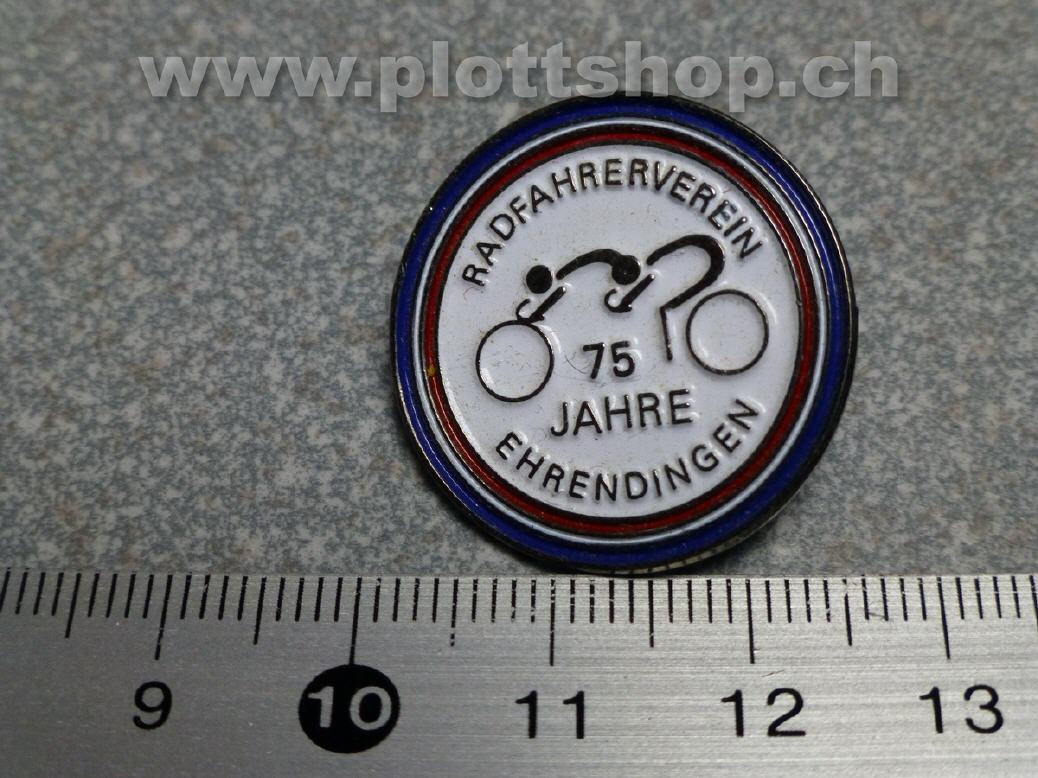 www.plottshop.ch
RADFAHRERVEREIN
75
JAHRE
EHRENDINGEN
9 10 11 12 13